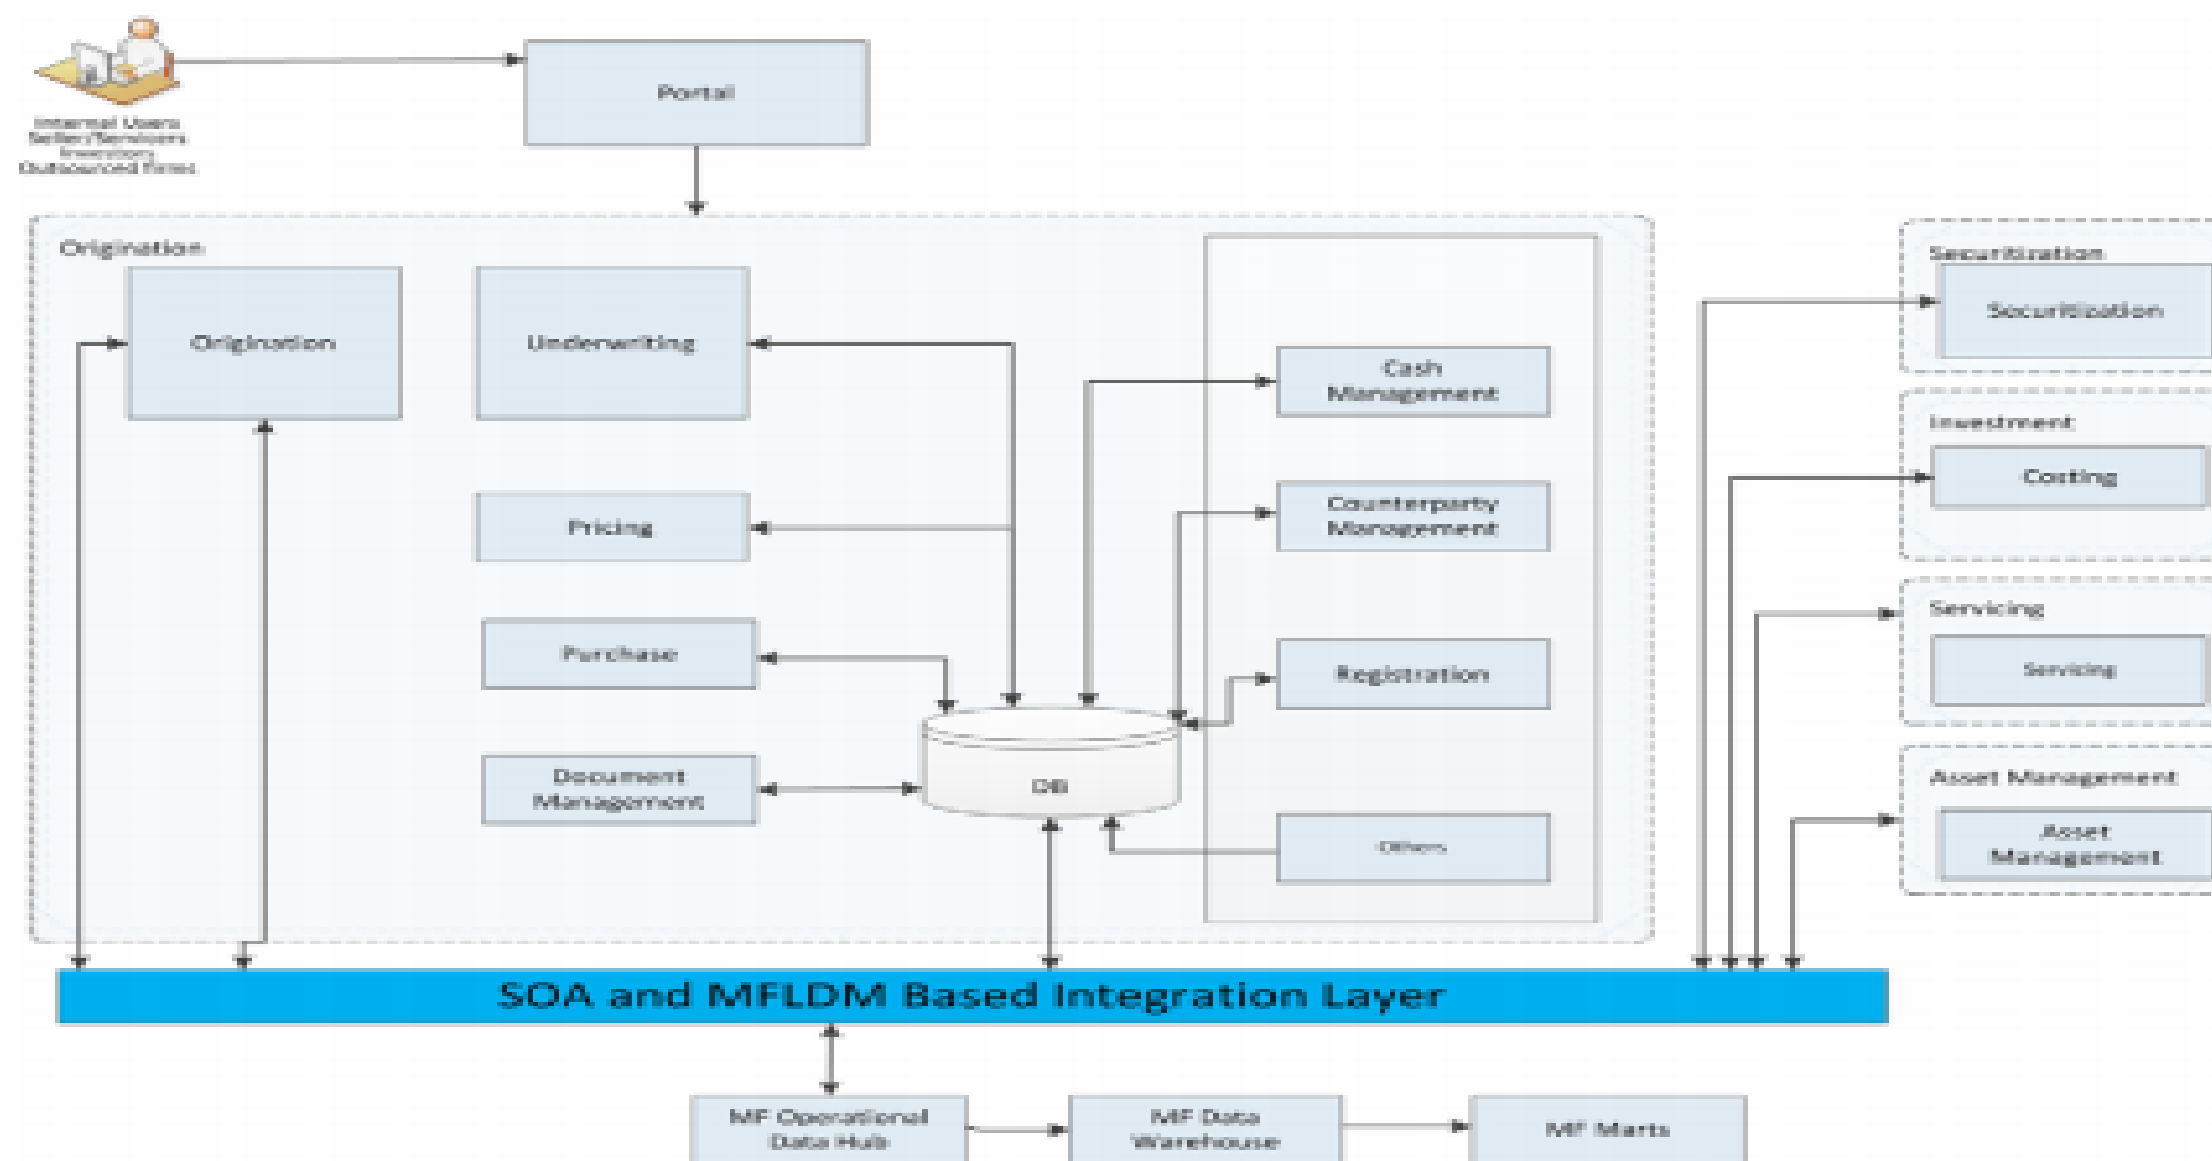 Internal Users
Seller/Servicers
Investors,
Outsourced Firms
Portal
Origination
Origination
Underwriting
Pricing
Purchase
Document
Management
DB
Cash
Management
Counterparty
Management
Registration
Others
Securitization
Securitization
Investment
Costing
Servicing
Servicing
Asset Management
Asset
Management
SOA and MFLDM Based Integration Layer
MF Operational
Data Hub
MF Data
Warehouse
MF Marts